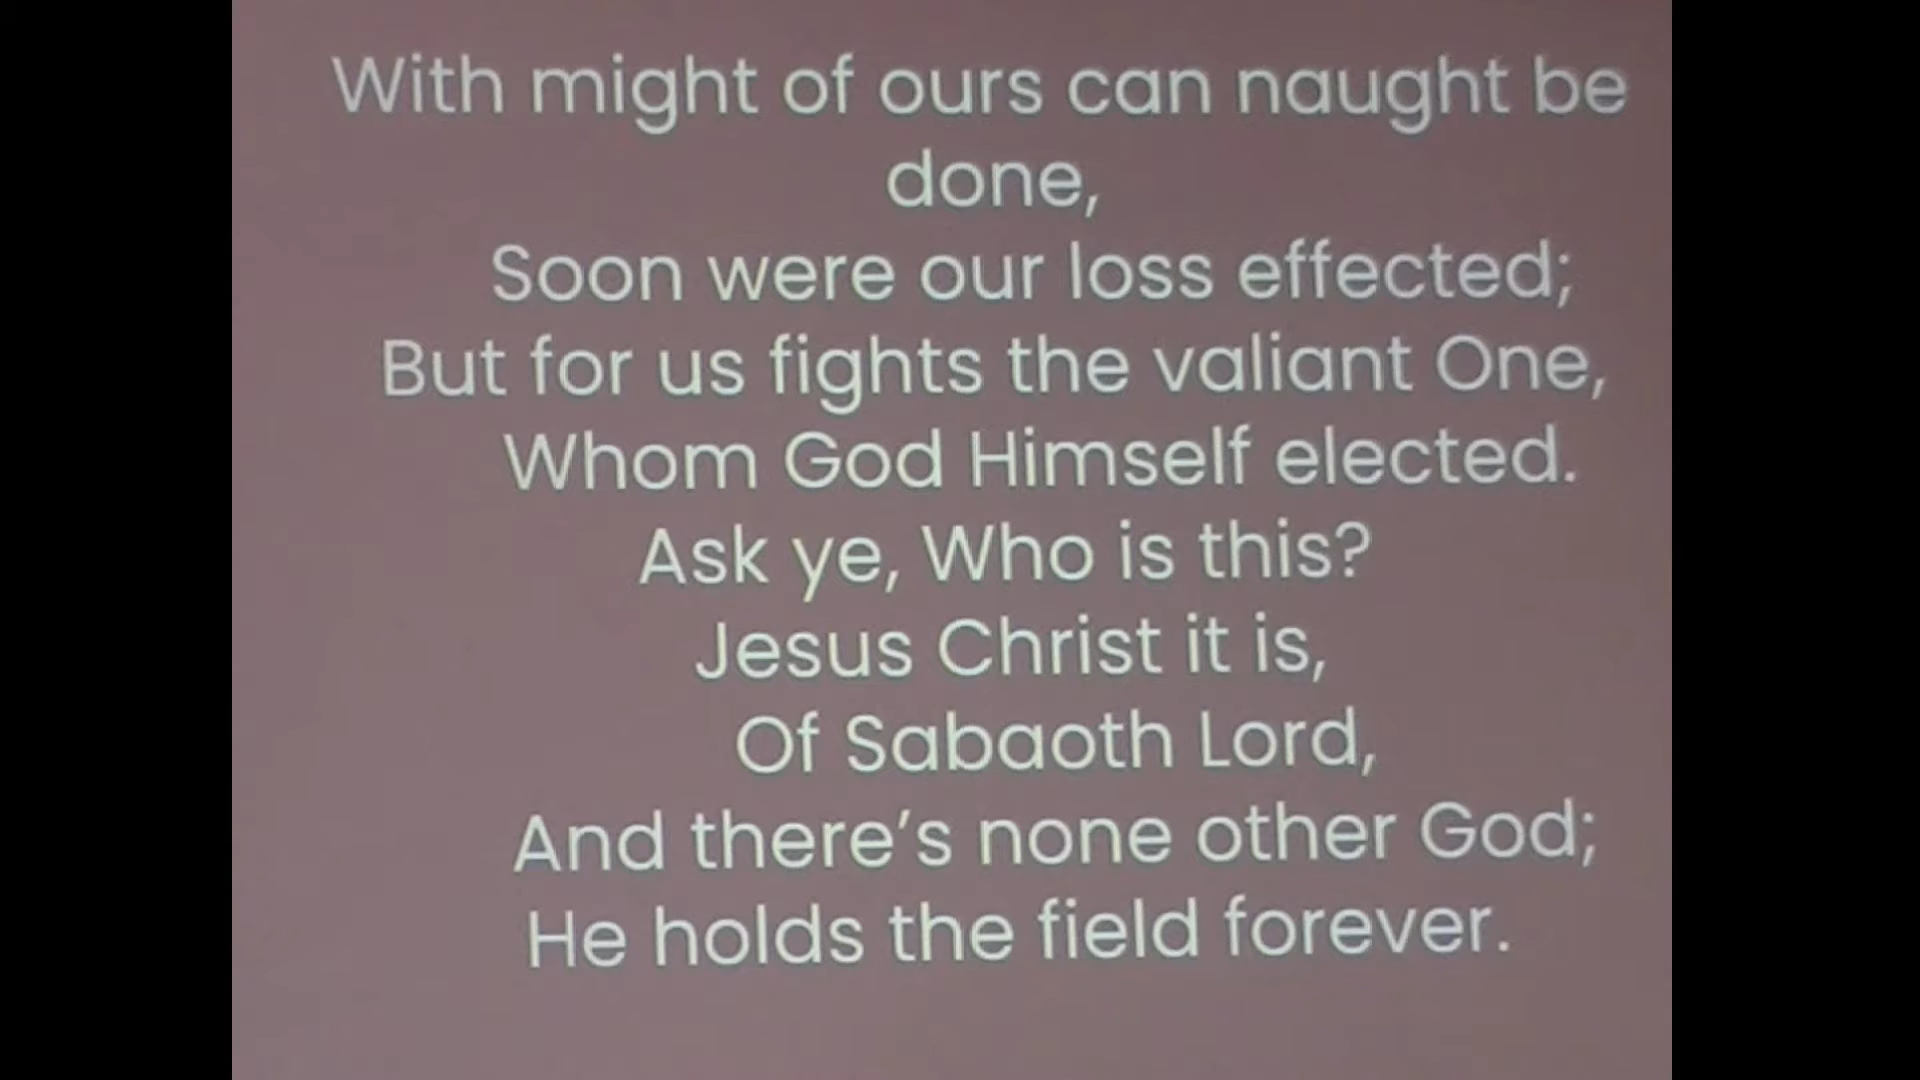 With might of ours can naught be
done,
Soon were our loss effected;
But for us fights the valiant One,
Whom God Himself elected.
Ask ye, Who is this?
Jesus Christ it is,
Of Sabaoth Lord,
And there’s none other God;
He holds the field forever.